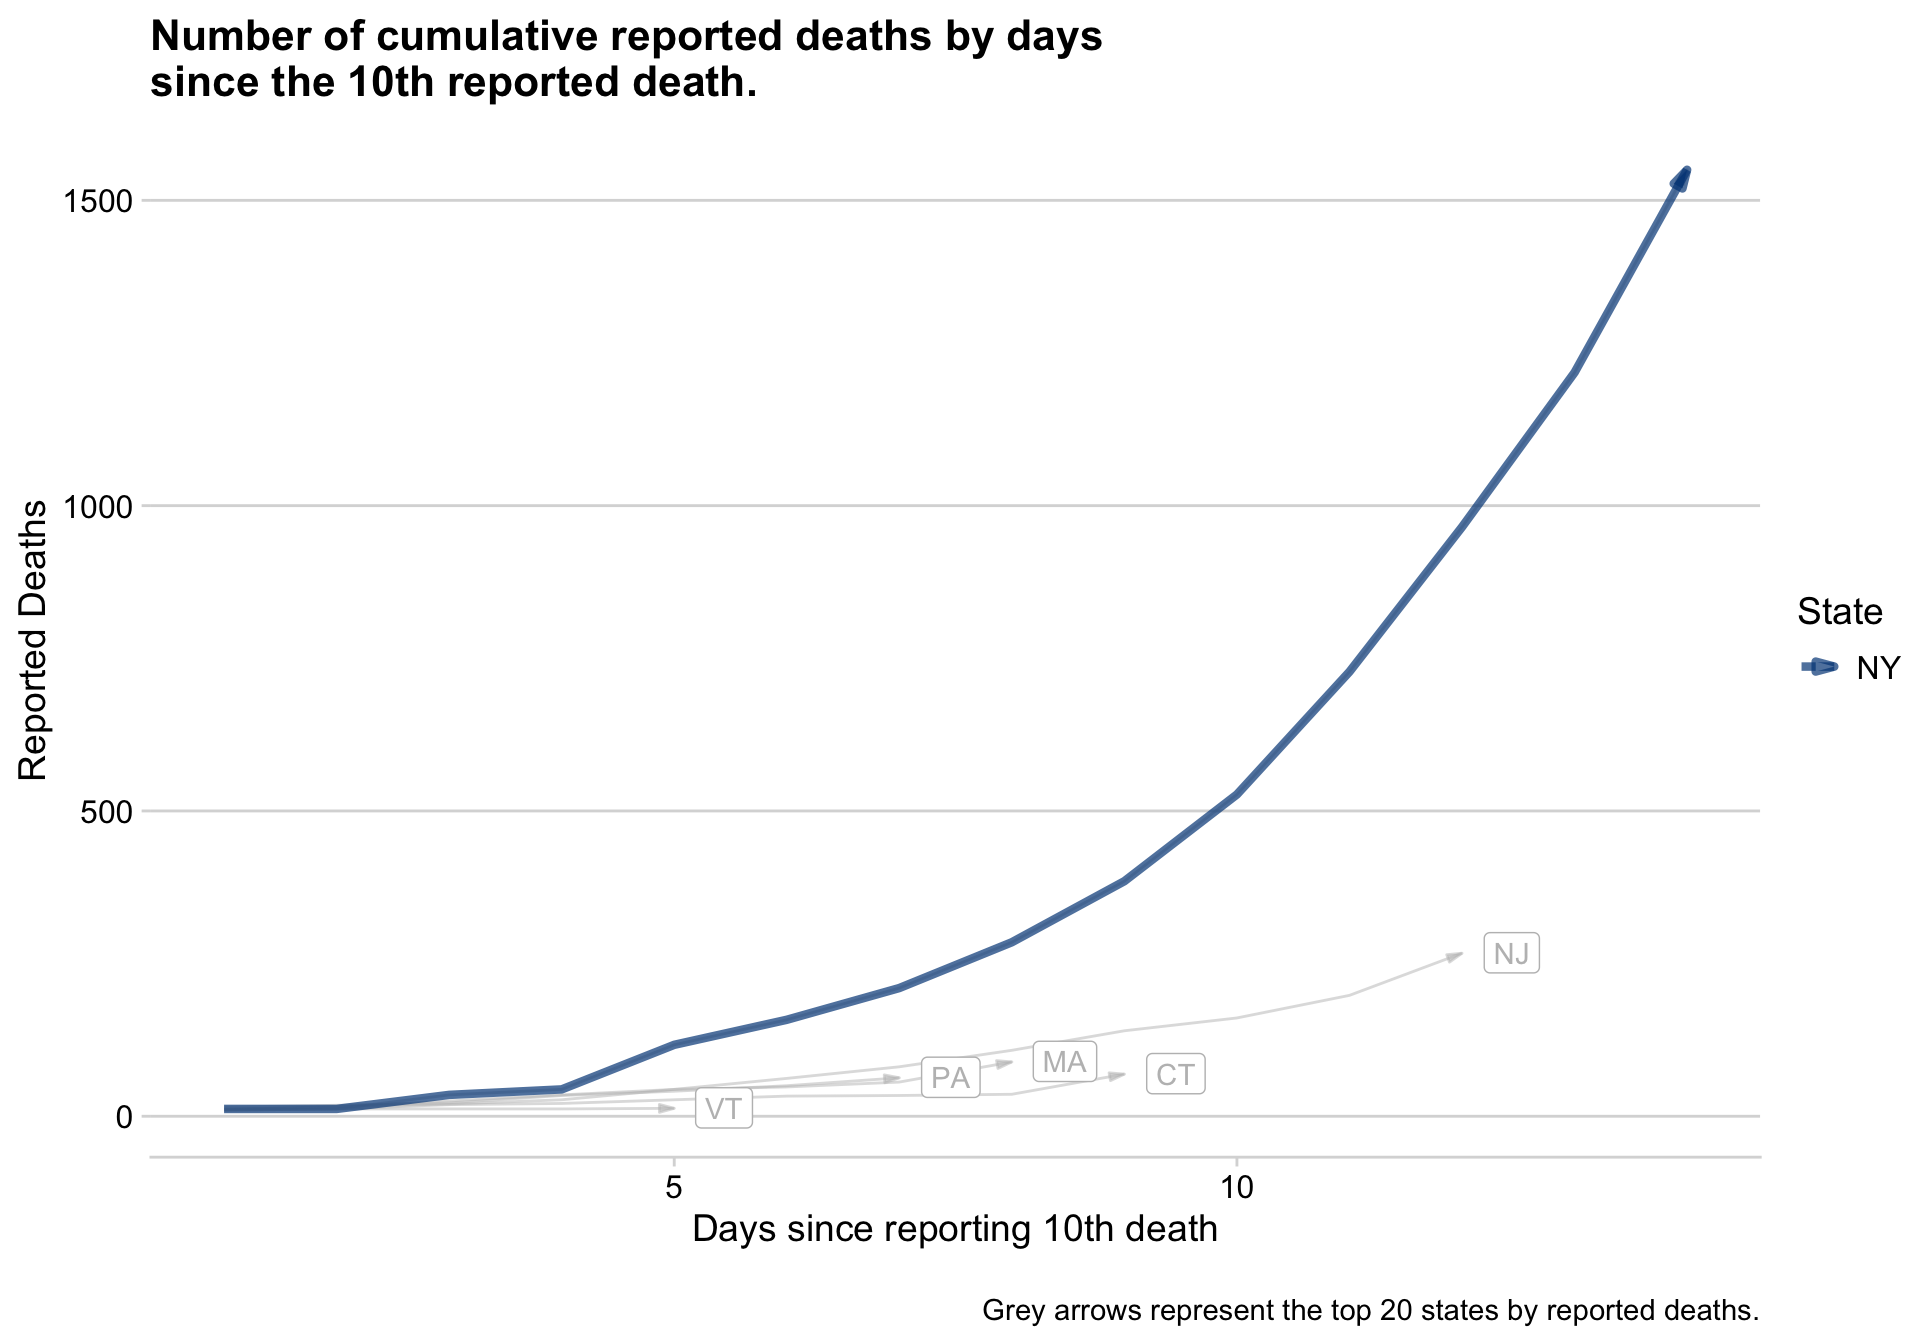 Number of cumulative reported deaths by days
since the 10th reported death.
1500
1000
500
0
Reported Deaths
NJ
MA
PA
CT
VT
State
NY
5
10
Days since reporting 10th death
Grey arrows represent the top 20 states by reported deaths.